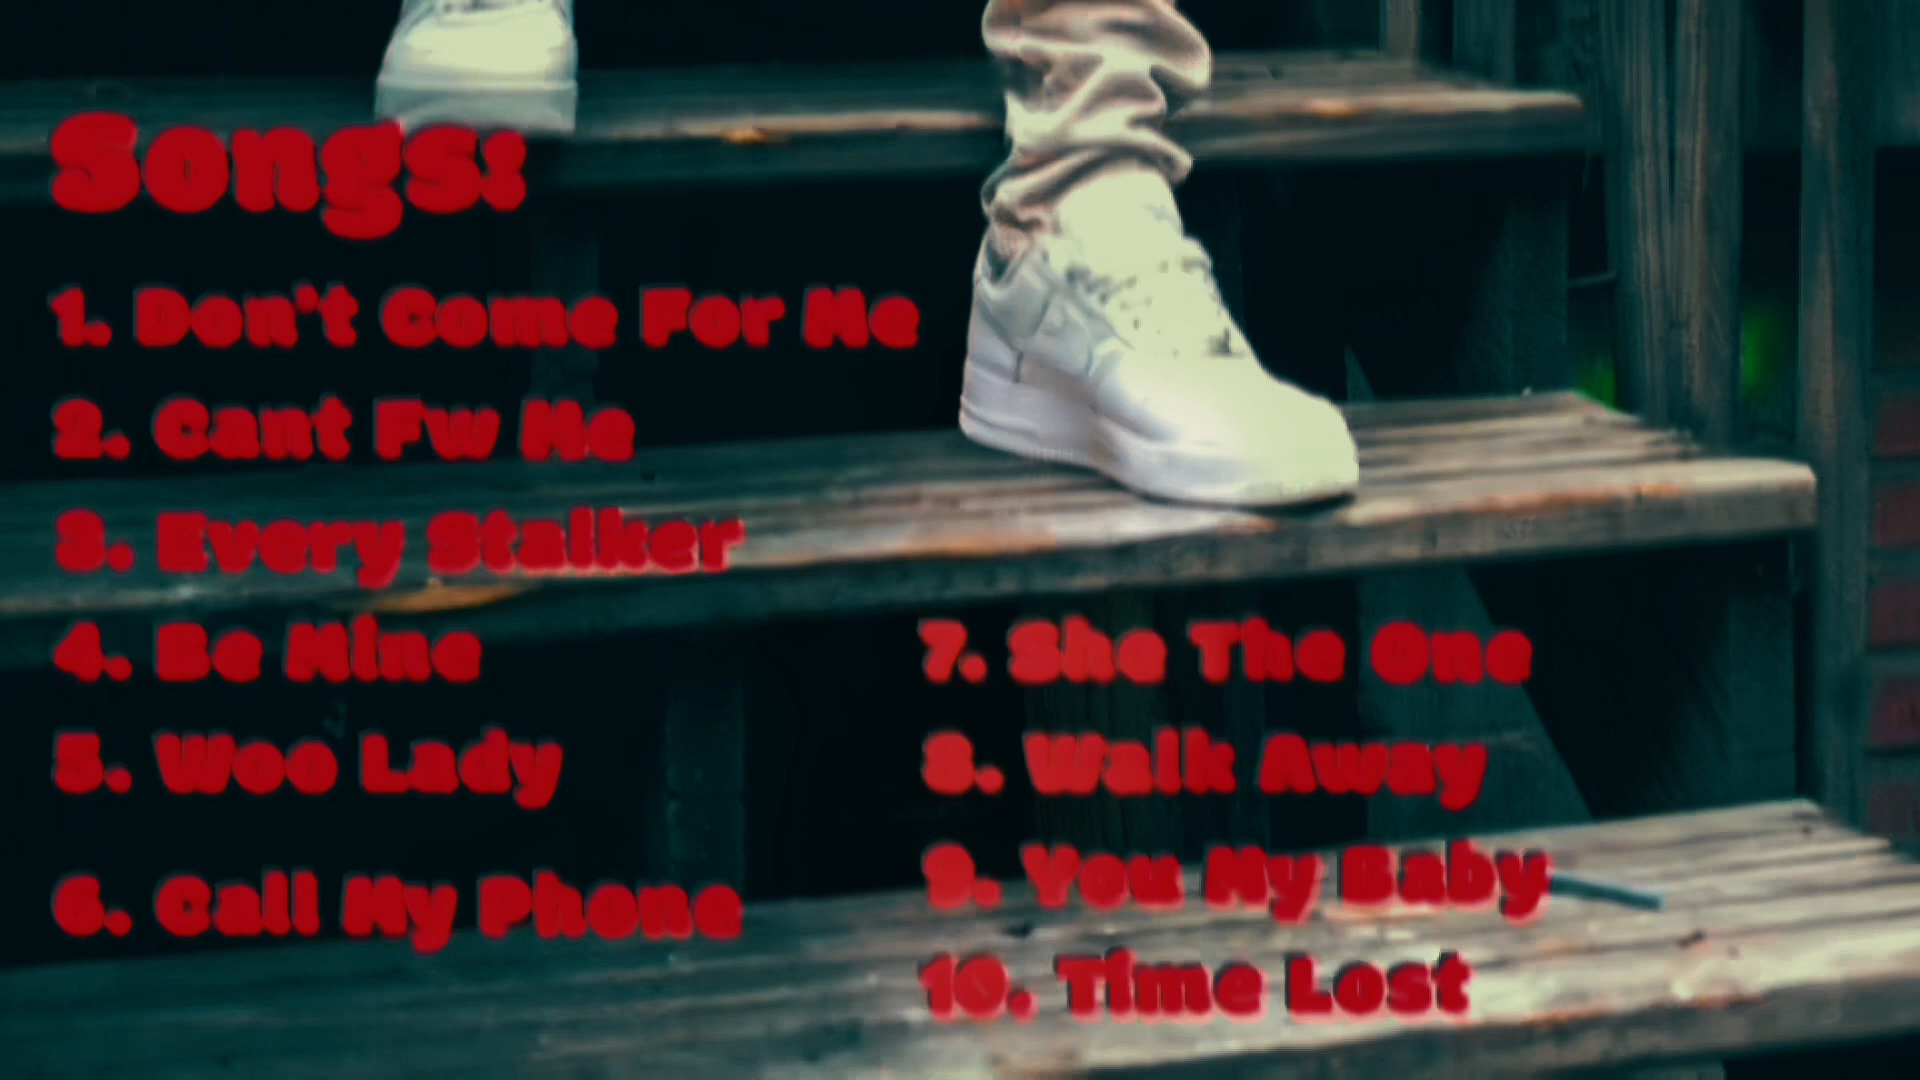 Songs:
1. Don't Come For Me
2. Cant Fw Me
3. Every Stalker
4. Be Mine
5. Woo Lady
6. Call My Phone
7. She The One
8. Walk Away
9. You My Baby
10. Time Lost